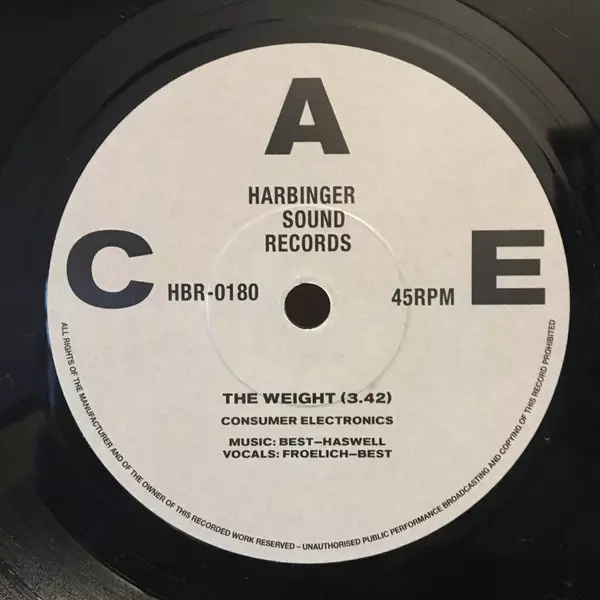 A
HARBINGER
SOUND
RECORDS
C
HBR-0180
45RPM
E
THE WEIGHT (3.42)
CONSUMER ELECTRONICS
MUSIC: BEST–HASWELL
VOCALS: FROELICH–BEST
ALL RIGHTS OF THE MANUFACTURER AND OF THE OWNER OF THIS RECORDED WORK RESERVED – UNAUTHORISED PUBLIC PERFORMANCE BROADCASTING AND COPYING OF THIS RECORD PROHIBITED